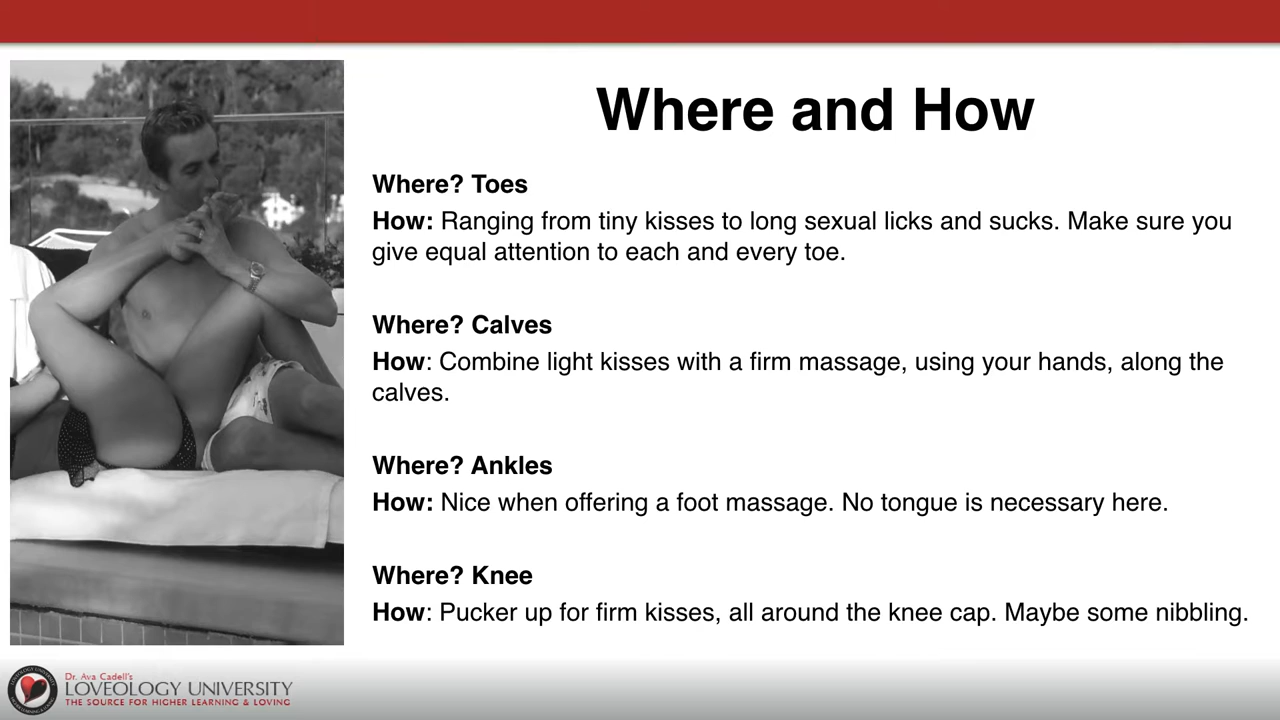 Where and How
Where? Toes
How: Ranging from tiny kisses to long sexual licks and sucks. Make sure you
give equal attention to each and every toe.
Where? Calves
How: Combine light kisses with a firm massage, using your hands, along the
calves.
Where? Ankles
How: Nice when offering a foot massage. No tongue is necessary here.
Where? Knee
How: Pucker up for firm kisses, all around the knee cap. Maybe some nibbling.
Dr. Ava Cadell's
LOVEOLOGY UNIVERSITY
THE SOURCE FOR HIGHER LEARNING & LOVING